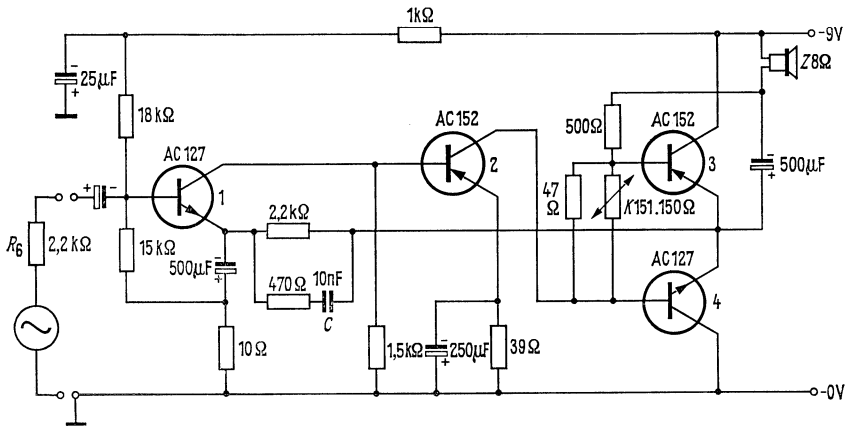 1kΩ
-9V
- + 25µF
Z8Ω
18kΩ
AC152
500Ω
AC152
AC127
2
3
- + 500µF
1
47 Ω
K151.150Ω
+ -
R6 2,2kΩ
15kΩ
2,2kΩ
AC127
500µF - +
470Ω
10nF
C
4
10Ω
1,5kΩ
- + 250µF
39Ω
-0V